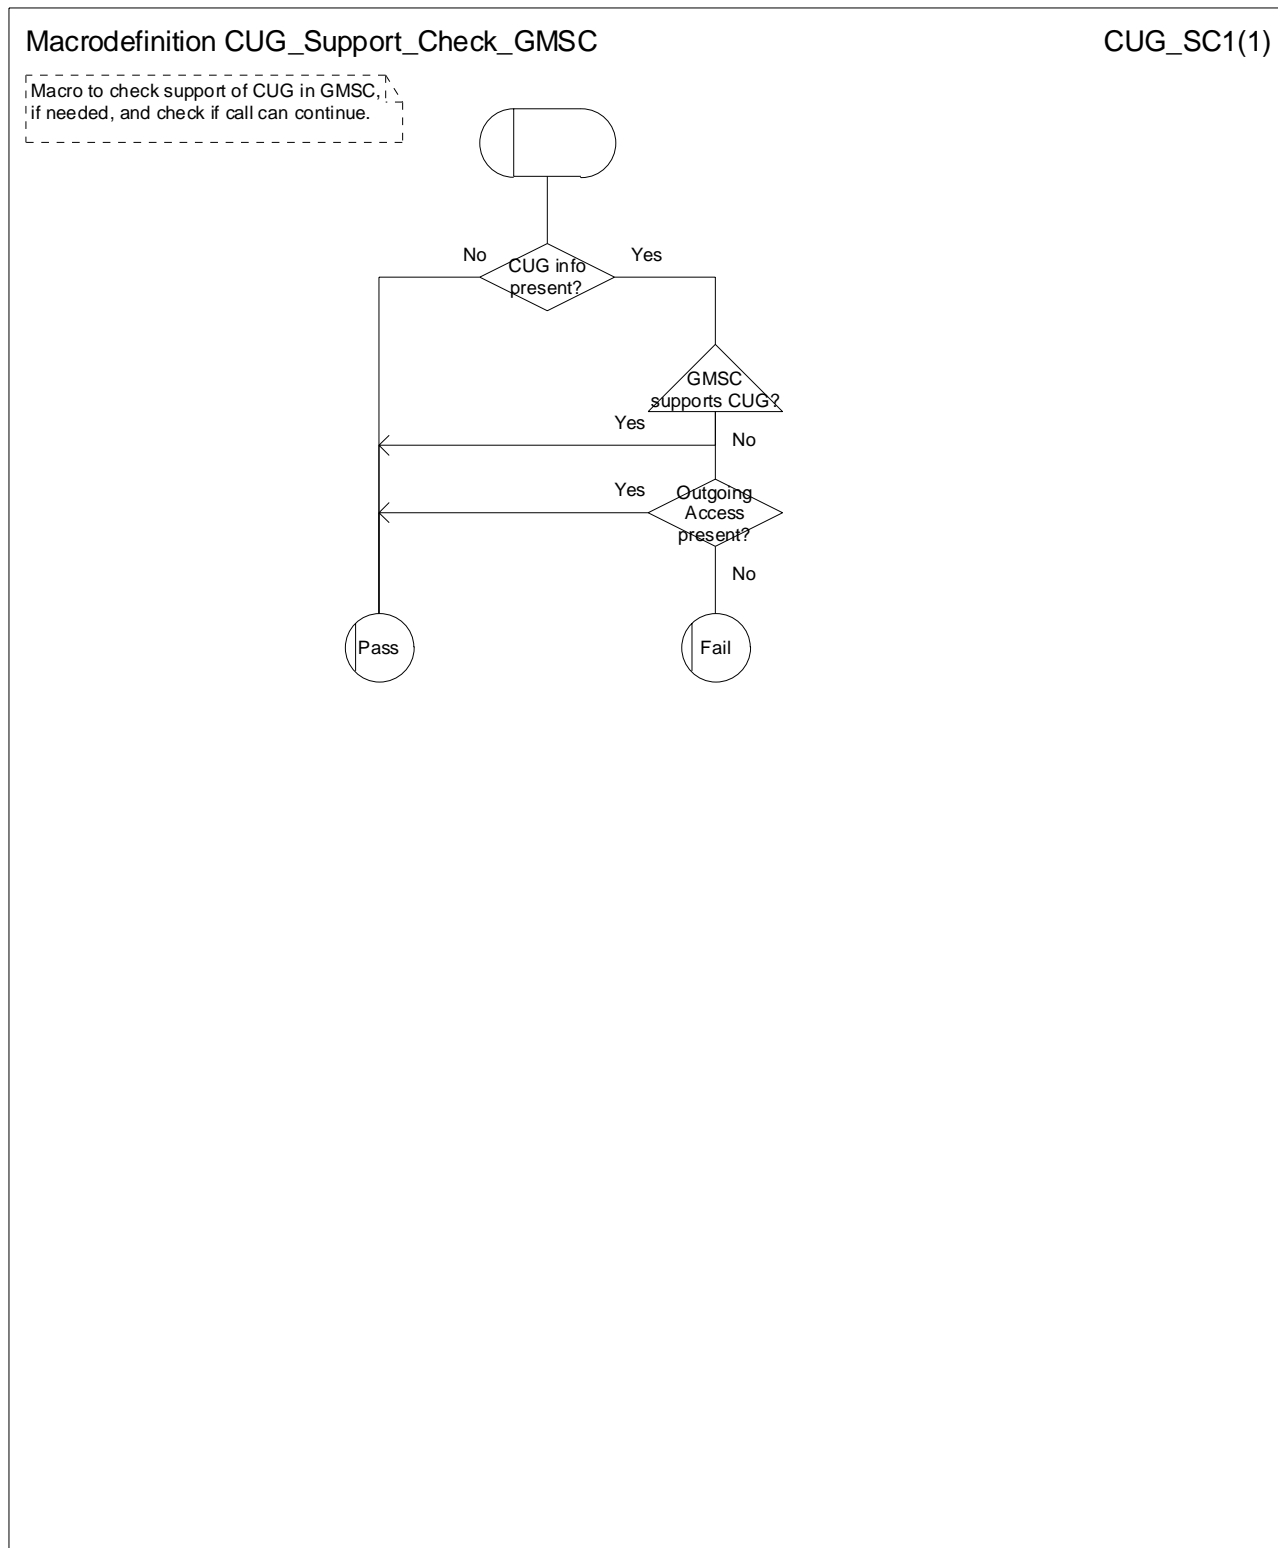 Macrodefinition CUG_Support_Check_GMSC
CUG_SC1(1)
Macro to check support of CUG in GMSC,
if needed, and check if call can continue.
No
Yes
CUG info
present?
GMSC
supports CUG?
Yes
No
Yes
Outgoing
Access
present?
No
Pass
Fail